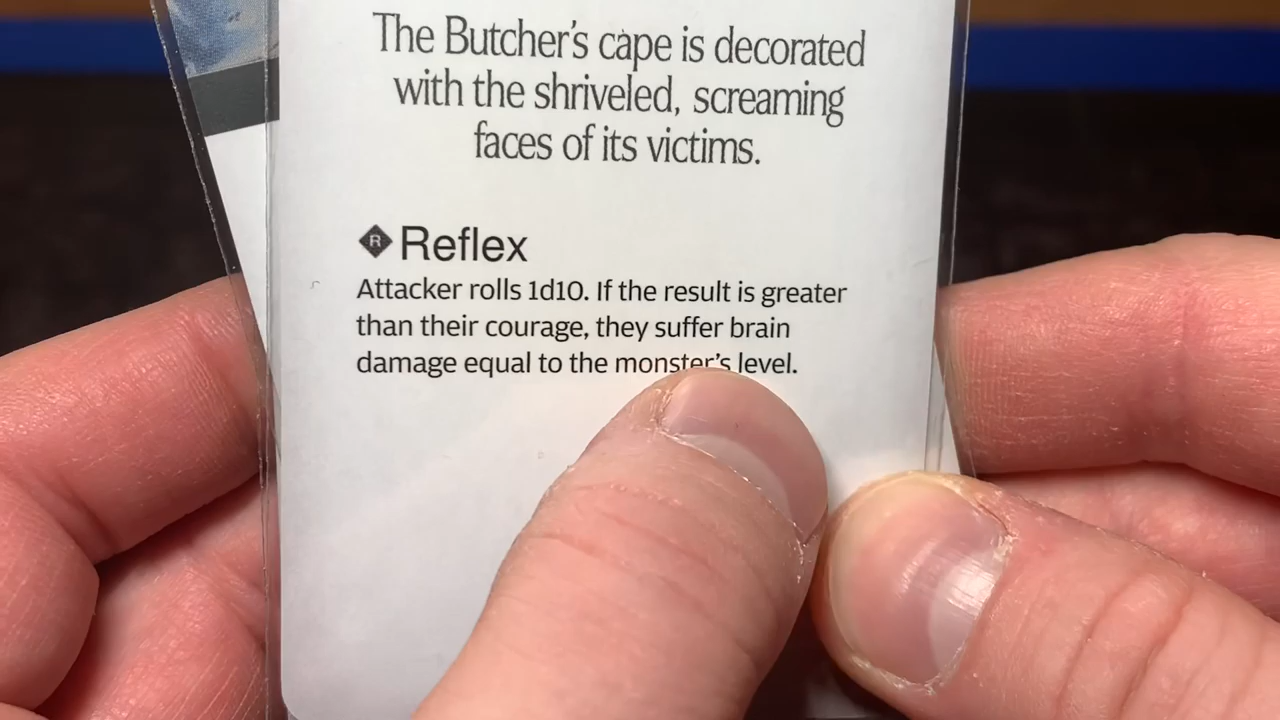 The Butcher's cape is decorated
with the shriveled, screaming
faces of its victims.
R Reflex
Attacker rolls 1d10. If the result is greater
than their courage, they suffer brain
damage equal to the monster's level.